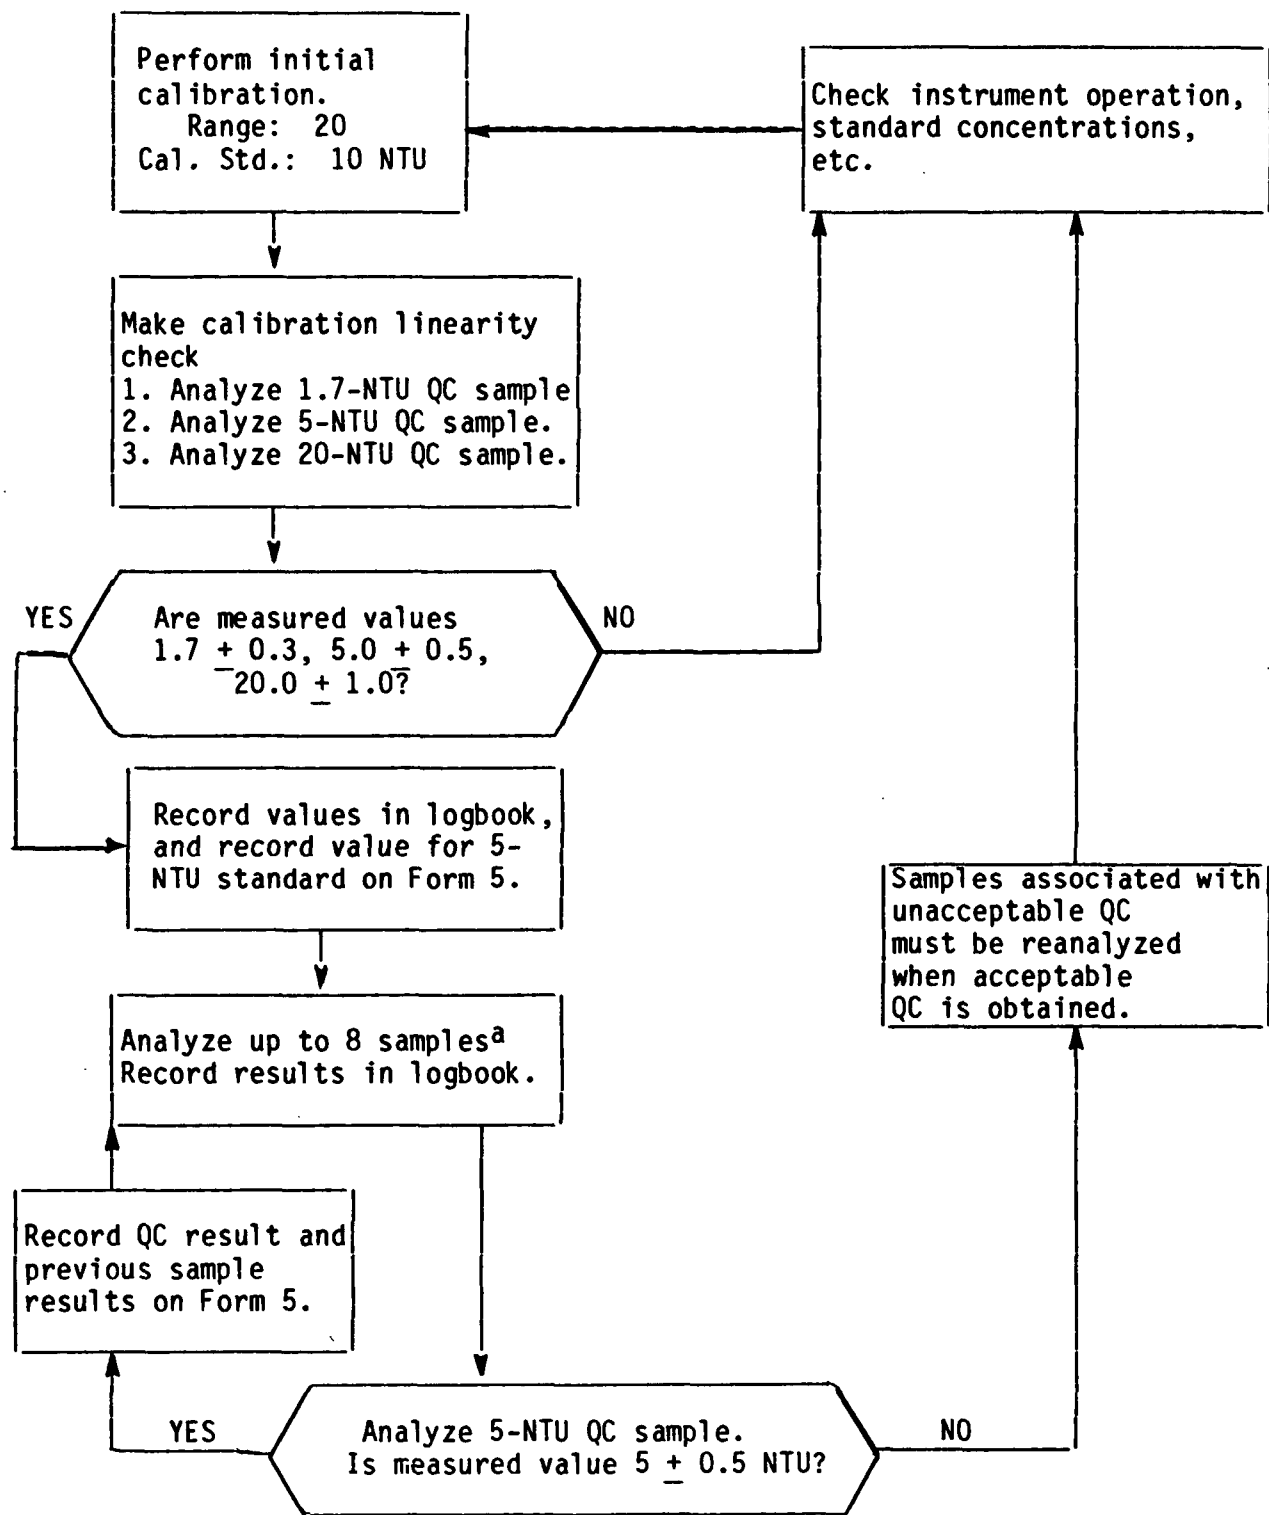 Perform initial
calibration.
Range: 20
Cal. Std.: 10 NTU
Check instrument operation,
standard concentrations,
etc.
Make calibration linearity
check
1. Analyze 1.7-NTU QC sample
2. Analyze 5-NTU QC sample.
3. Analyze 20-NTU QC sample.
YES
Are measured values
1.7 ± 0.3, 5.0 ± 0.5,
20.0 ± 1.0?
NO
Record values in logbook,
and record value for 5-
NTU standard on Form 5.
Samples associated with
unacceptable QC
must be reanalyzed
when acceptable
QC is obtained.
Analyze up to 8 samplesa
Record results in logbook.
Record QC result and
previous sample
results on Form 5.
YES
Analyze 5-NTU QC sample.
Is measured value 5 ± 0.5 NTU?
NO